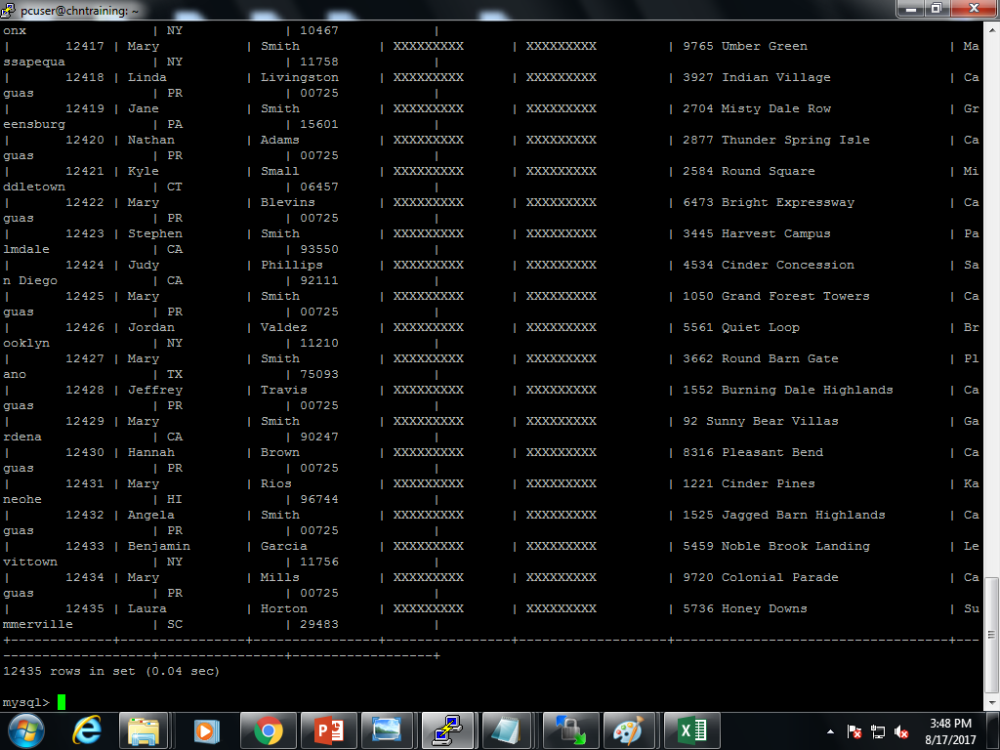 pcuser@chntraining: ~
onx | NY | 10467 |
| 12417 | Mary | Smith | XXXXXXXXX | XXXXXXXXX | 9765 Umber Green | Ma
ssapequa | NY | 11758 |
| 12418 | Linda | Livingston | XXXXXXXXX | XXXXXXXXX | 3927 Indian Village | Ca
guas | PR | 00725 |
| 12419 | Jane | Smith | XXXXXXXXX | XXXXXXXXX | 2704 Misty Dale Row | Gr
eensburg | PA | 15601 |
| 12420 | Nathan | Adams | XXXXXXXXX | XXXXXXXXX | 2877 Thunder Spring Isle | Ca
guas | PR | 00725 |
| 12421 | Kyle | Small | XXXXXXXXX | XXXXXXXXX | 2584 Round Square | Mi
ddletown | CT | 06457 |
| 12422 | Mary | Blevins | XXXXXXXXX | XXXXXXXXX | 6473 Bright Expressway | Ca
guas | PR | 00725 |
| 12423 | Stephen | Smith | XXXXXXXXX | XXXXXXXXX | 3445 Harvest Campus | Pa
lmdale | CA | 93550 |
| 12424 | Judy | Phillips | XXXXXXXXX | XXXXXXXXX | 4534 Cinder Concession | Sa
n Diego | CA | 92111 |
| 12425 | Mary | Smith | XXXXXXXXX | XXXXXXXXX | 1050 Grand Forest Towers | Ca
guas | PR | 00725 |
| 12426 | Jordan | Valdez | XXXXXXXXX | XXXXXXXXX | 5561 Quiet Loop | Br
ooklyn | NY | 11210 |
| 12427 | Mary | Smith | XXXXXXXXX | XXXXXXXXX | 3662 Round Barn Gate | Pl
ano | TX | 75093 |
| 12428 | Jeffrey | Travis | XXXXXXXXX | XXXXXXXXX | 1552 Burning Dale Highlands | Ca
guas | PR | 00725 |
| 12429 | Mary | Smith | XXXXXXXXX | XXXXXXXXX | 92 Sunny Bear Villas | Ga
rdena | CA | 90247 |
| 12430 | Hannah | Brown | XXXXXXXXX | XXXXXXXXX | 8316 Pleasant Bend | Ca
guas | PR | 00725 |
| 12431 | Mary | Rios | XXXXXXXXX | XXXXXXXXX | 1221 Cinder Pines | Ka
neohe | HI | 96744 |
| 12432 | Angela | Smith | XXXXXXXXX | XXXXXXXXX | 1525 Jagged Barn Highlands | Ca
guas | PR | 00725 |
| 12433 | Benjamin | Garcia | XXXXXXXXX | XXXXXXXXX | 5459 Noble Brook Landing | Le
vittown | NY | 11756 |
| 12434 | Mary | Mills | XXXXXXXXX | XXXXXXXXX | 9720 Colonial Parade | Ca
guas | PR | 00725 |
| 12435 | Laura | Horton | XXXXXXXXX | XXXXXXXXX | 5736 Honey Downs | Su
mmerville | SC | 29483 |
+-------------+----------------+----------------+----------------+-------------------+-----------------------------------+---
-------------------+----------------+------------------+
12435 rows in set (0.04 sec)
mysql>
3:48 PM
8/17/2017